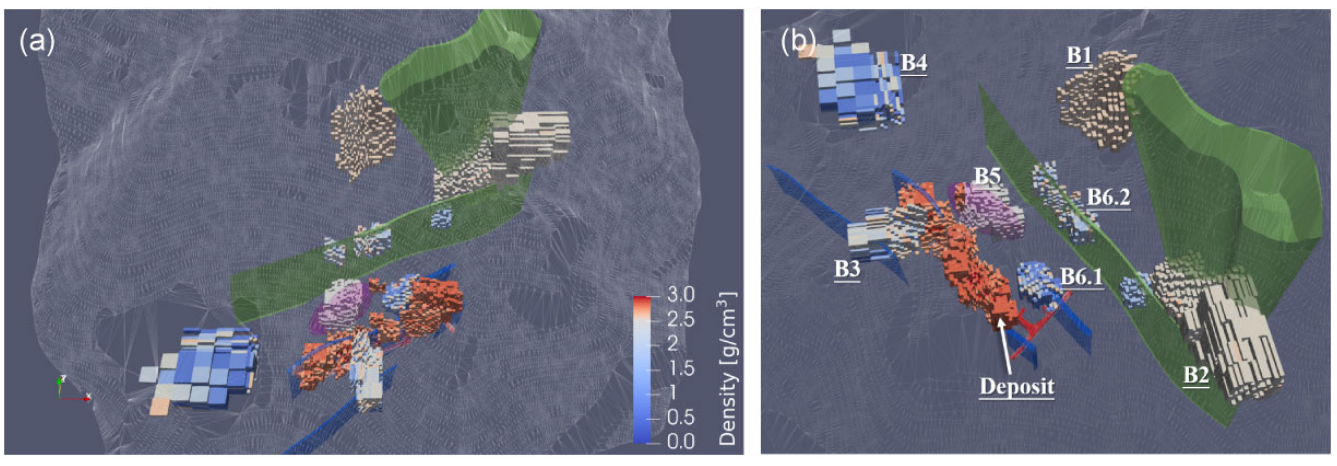 (a)
3.0
2.5
2
1.5
1
0.5
0.0
Density [g/cm³]
Y
X
(b)
B4
B1
B5
B6.2
B3
B6.1
B2
Deposit